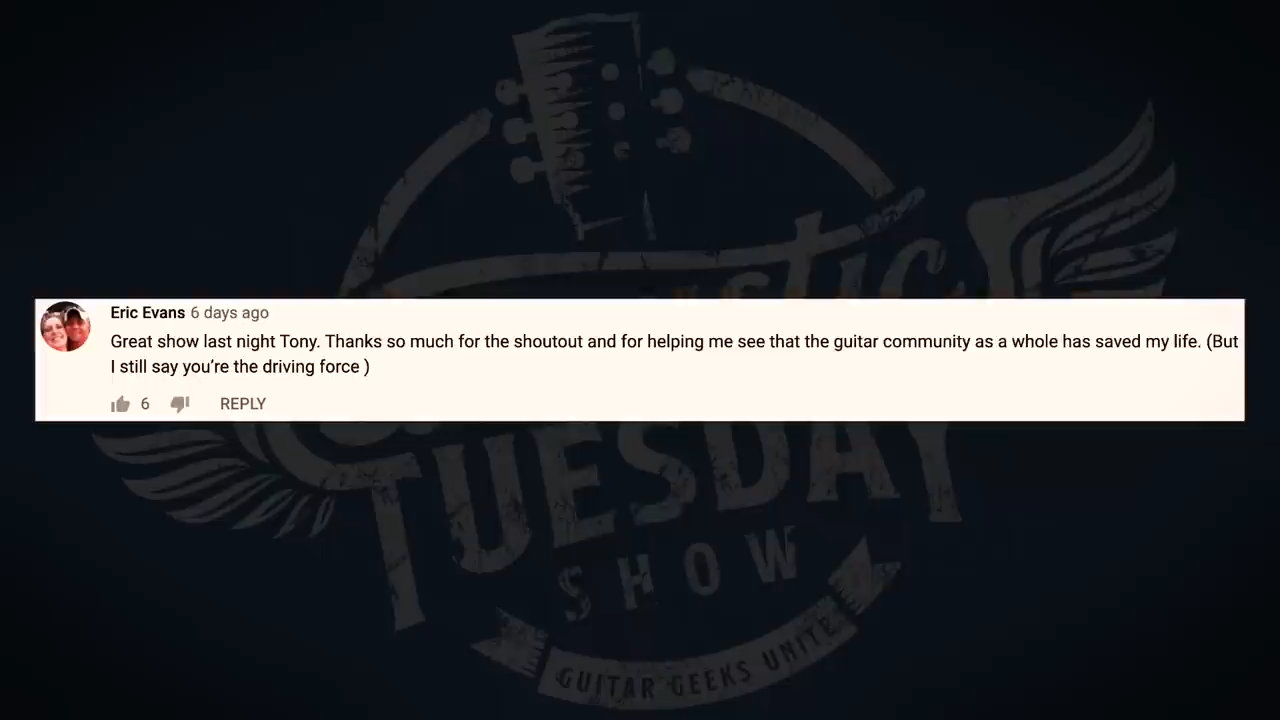 Eric Evans 6 days ago
Great show last night Tony. Thanks so much for the shoutout and for helping me see that the guitar community as a whole has saved my life. (But
I still say you’re the driving force )
6 REPLY
TUESDAY
SHOW
GUITAR GEEKS UNITE